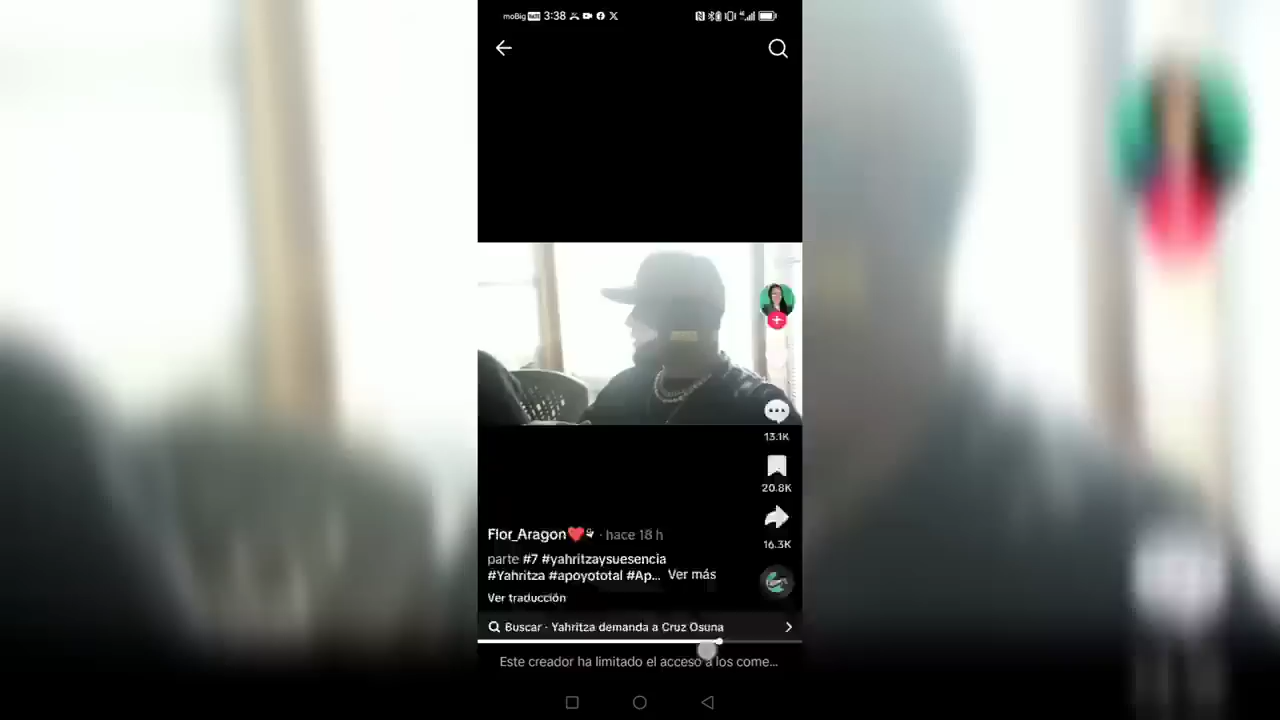 moBig 3:38
13.1K
20.8K
16.3K
Flor_Aragon❤️ · hace 18 h
parte #7 #yahritzaysuesencia
#Yahritza #apoyototal #Ap... Ver más
Ver traducción
Buscar · Yahritza demanda a Cruz Osuna
Este creador ha limitado el acceso a los come...